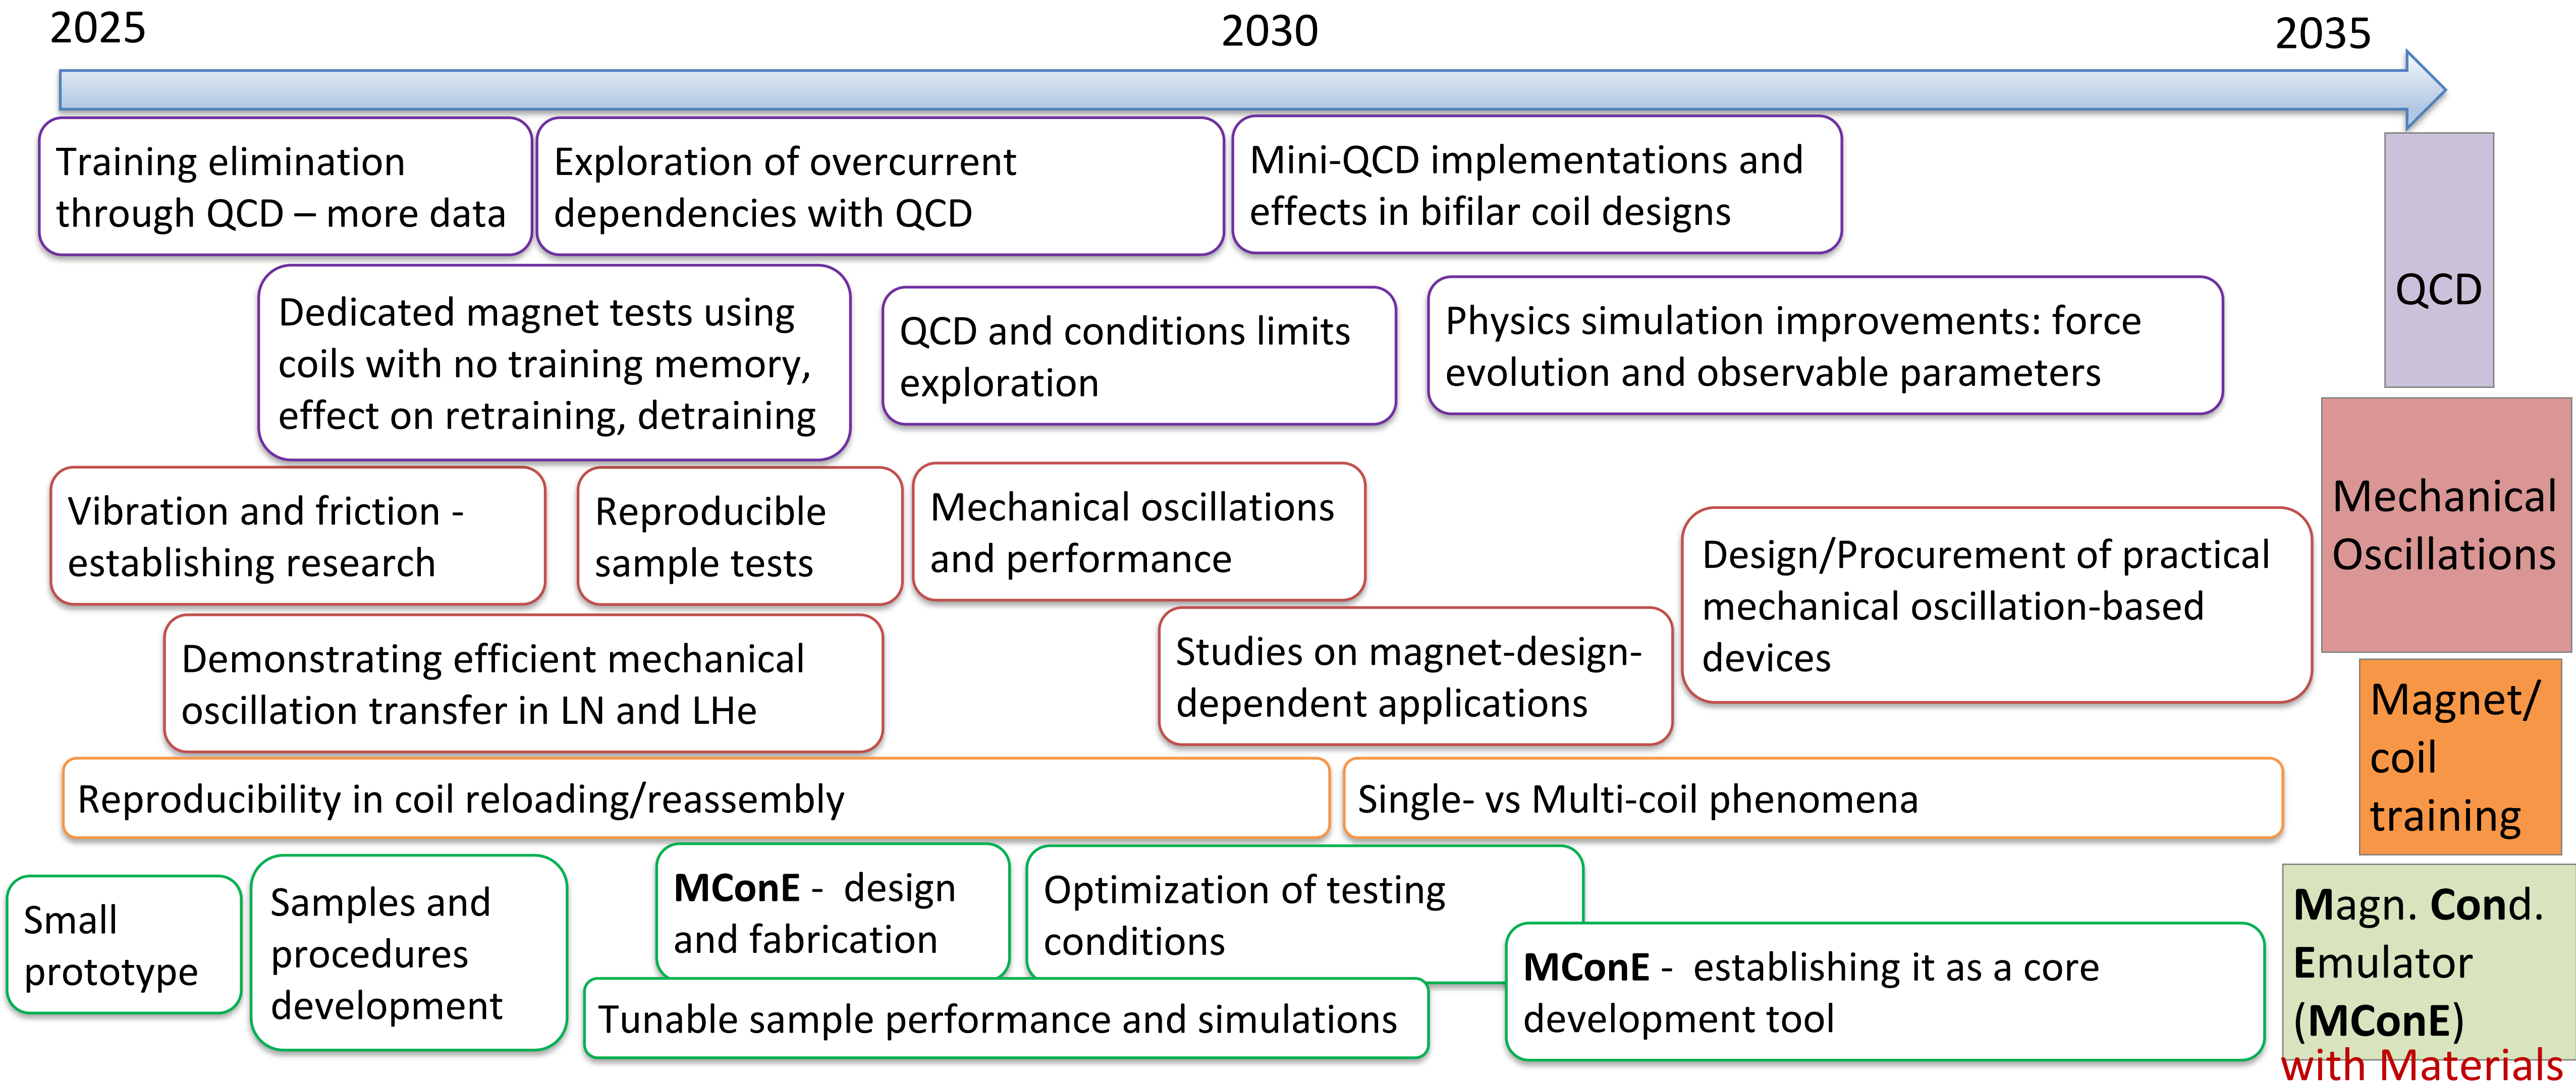 2025
2030
2035
Training elimination
through QCD – more data
Exploration of overcurrent
dependencies with QCD
Mini-QCD implementations and
effects in bifilar coil designs
Dedicated magnet tests using
coils with no training memory,
effect on retraining, detraining
QCD and conditions limits
exploration
Physics simulation improvements: force
evolution and observable parameters
QCD
Vibration and friction -
establishing research
Reproducible
sample tests
Mechanical oscillations
and performance
Design/Procurement of practical
mechanical oscillation-based
devices
Mechanical
Oscillations
Demonstrating efficient mechanical
oscillation transfer in LN and LHe
Studies on magnet-design-
dependent applications
Reproducibility in coil reloading/reassembly
Single- vs Multi-coil phenomena
Magnet/
coil
training
Small
prototype
Samples and
procedures
development
MConE - design
and fabrication
Optimization of testing
conditions
Tunable sample performance and simulations
MConE - establishing it as a core
development tool
Magn. Cond.
Emulator
(MConE)
with Materials